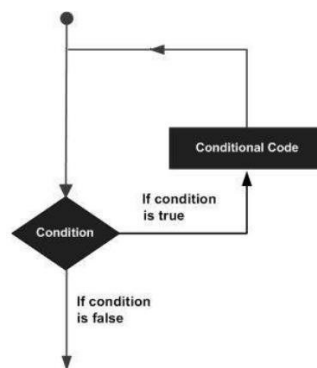 Conditional Code
If condition
is true
Condition
If condition
is false